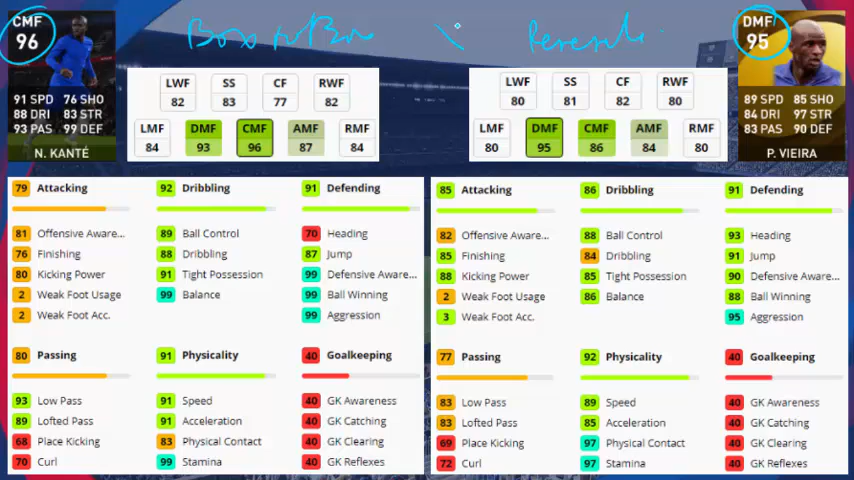 CMF
96
91 SPD 76 SHO
88 DRI 83 STR
93 PAS 99 DEF
N. KANTÉ
LWF SS CF RWF
82 83 77 82
LMF DMF CMF AMF RMF
84 93 96 87 84
Box to Box
LWF SS CF RWF
80 81 82 80
LMF DMF CMF AMF RMF
80 95 86 84 80
DMF
95
89 SPD 85 SHO
84 DRI 97 STR
83 PAS 90 DEF
P. VIEIRA
79 Attacking
81 Offensive Aware...
76 Finishing
80 Kicking Power
2 Weak Foot Usage
2 Weak Foot Acc.
92 Dribbling
89 Ball Control
88 Dribbling
91 Tight Possession
99 Balance
91 Defending
70 Heading
87 Jump
99 Defensive Aware...
99 Ball Winning
99 Aggression
80 Passing
93 Low Pass
89 Lofted Pass
68 Place Kicking
70 Curl
91 Physicality
91 Speed
91 Acceleration
83 Physical Contact
99 Stamina
40 Goalkeeping
40 GK Awareness
40 GK Catching
40 GK Clearing
40 GK Reflexes
85 Attacking
82 Offensive Aware...
85 Finishing
88 Kicking Power
2 Weak Foot Usage
3 Weak Foot Acc.
86 Dribbling
88 Ball Control
84 Dribbling
85 Tight Possession
86 Balance
91 Defending
93 Heading
91 Jump
90 Defensive Aware...
88 Ball Winning
95 Aggression
77 Passing
83 Low Pass
83 Lofted Pass
69 Place Kicking
72 Curl
92 Physicality
89 Speed
85 Acceleration
97 Physical Contact
97 Stamina
40 Goalkeeping
40 GK Awareness
40 GK Catching
40 GK Clearing
40 GK Reflexes